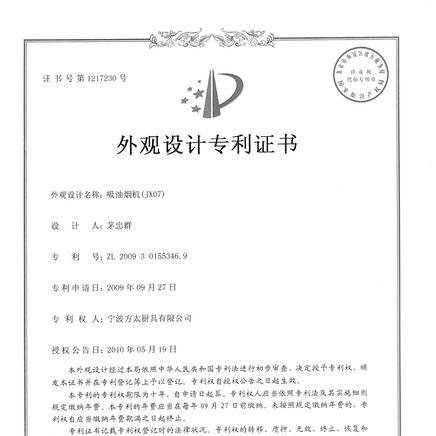 证书号第1217230号
印花税
代扣专用章
外观设计专利证书
外观设计名称：吸油烟机(JX07)
设 计 人：茅忠群
专 利 号：ZL 2009 3 0155346.9
专利申请日：2009年09月27日
专 利 权 人：宁波方太厨具有限公司
授权公告日：2010年05月19日
本外观设计经过本局依照中华人民共和国专利法进行初步审查，决定授予专利权，颁
发本证书并在专利登记簿上予以登记。专利权自授权公告之日起生效。
本专利的专利权期限为十年，自申请日起算。专利权人应当依照专利法及其实施细则
规定缴纳年费。本专利的年费应当在每年09月27日前缴纳。未按照规定缴纳年费的，专
利权自应当缴纳年费期满之日起终止。
专利证书记载专利权登记时的法律状况。专利权的转移、质押、无效、终止、恢复和